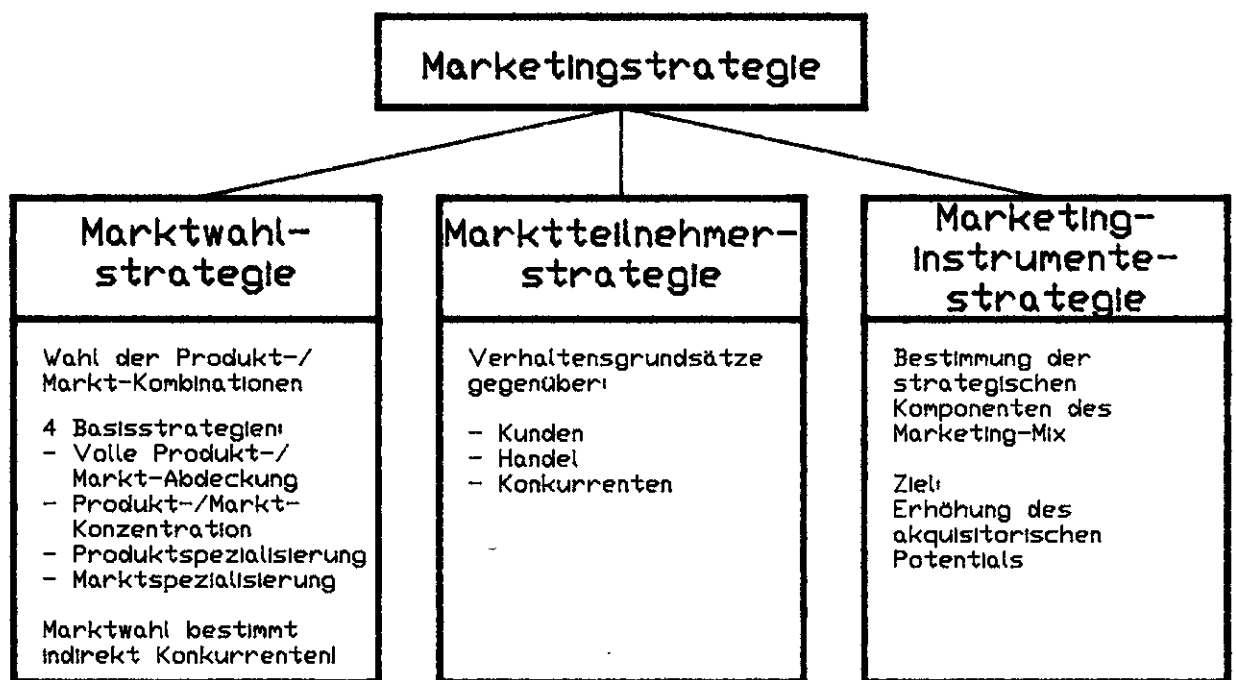 Marketingstrategie
Marktwahl-
strategie
Wahl der Produkt-/
Markt-Kombinationen
4 Basisstrategien:
- Volle Produkt-/
Markt-Abdeckung
- Produkt-/Markt-
Konzentration
- Produktspezialisierung
- Marktspezialisierung
Marktwahl bestimmt
indirekt Konkurrenten!
Marktteilnehmer-
strategie
Verhaltensgrundsätze
gegenüber:
- Kunden
- Handel
- Konkurrenten
Marketing-
instrumente-
strategie
Bestimmung der
strategischen
Komponenten des
Marketing-Mix
Ziel:
Erhöhung des
akquisitorischen
Potentials